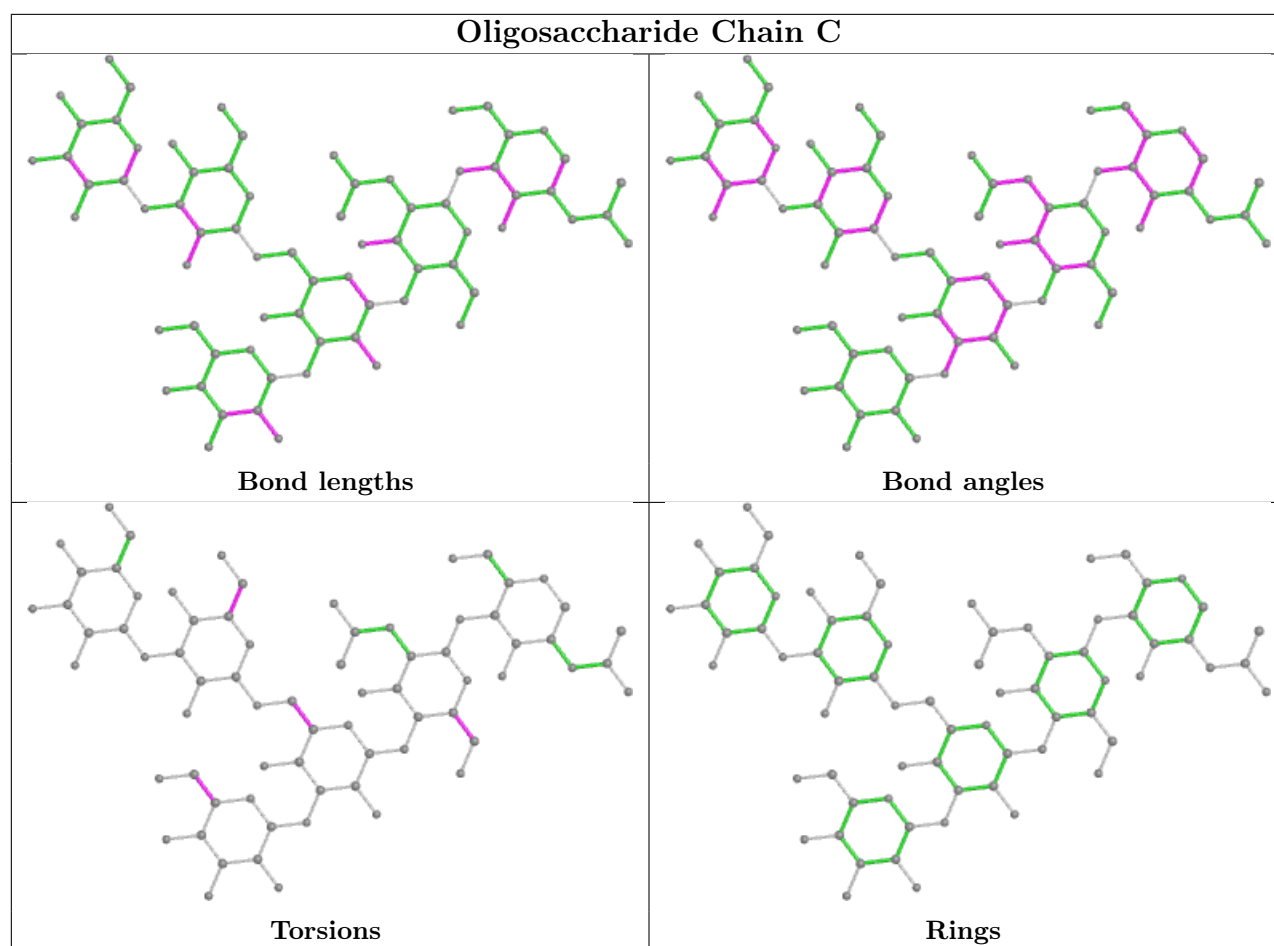 Oligosaccharide Chain C
Bond lengths
Bond angles
Torsions
Rings